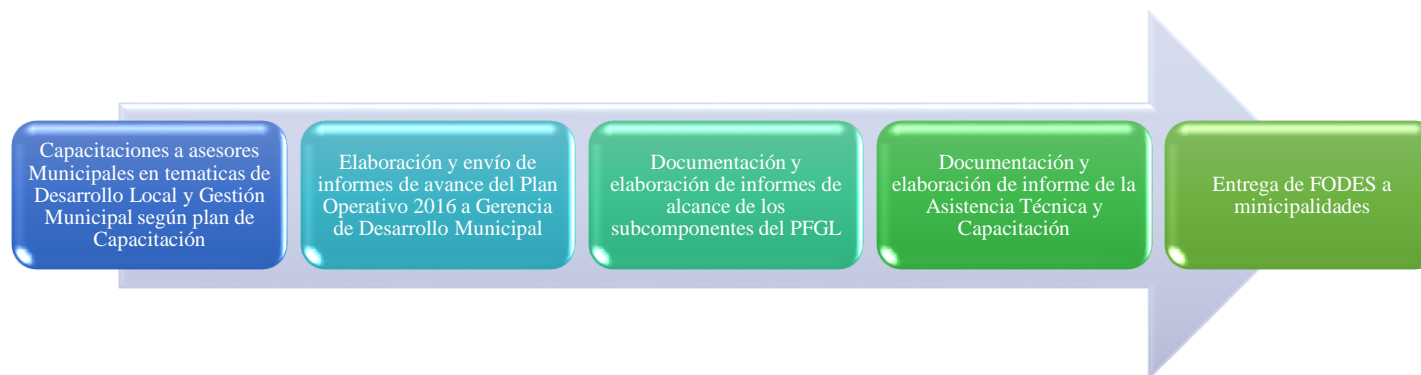 Capacitaciones a asesores
Municipales en tematicas de
Desarrollo Local y Gestión
Municipal según plan de
Capacitación
Elaboración y envío de
informes de avance del Plan
Operativo 2016 a Gerencia
de Desarrollo Municipal
Documentación y
elaboración de informes de
alcance de los
subcomponentes del PFGL
Documentación y
elaboración de informe de la
Asistencia Técnica y
Capacitación
Entrega de FODES a
minicipalidades